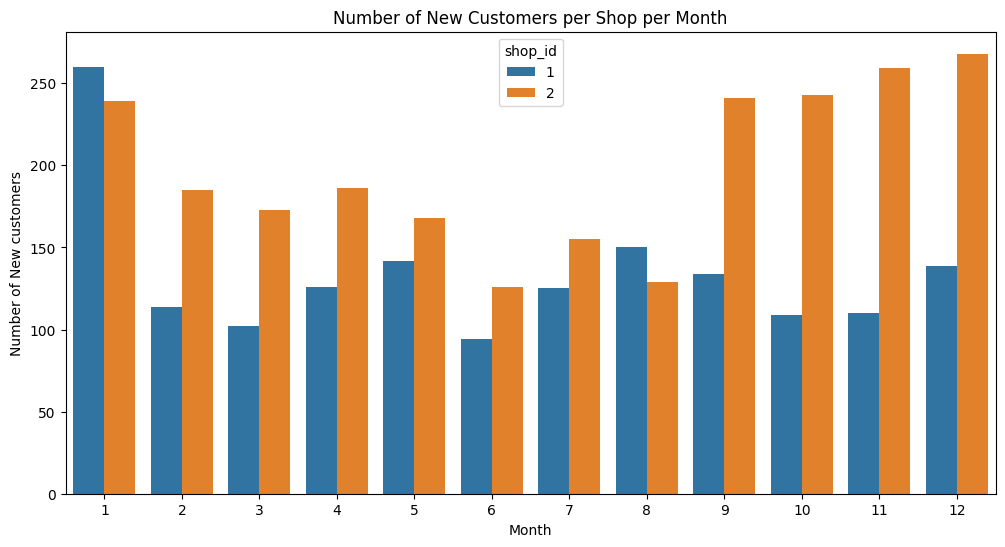 Number of New Customers per Shop per Month
shop_id
1
2
Number of New customers
250
200
150
100
50
0
1 2 3 4 5 6 7 8 9 10 11 12
Month